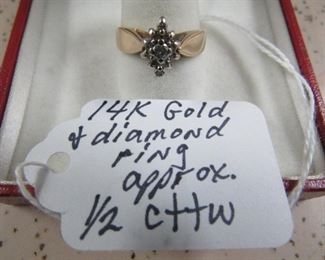 14K Gold
& diamond
ring
approx.
1/2 cttw